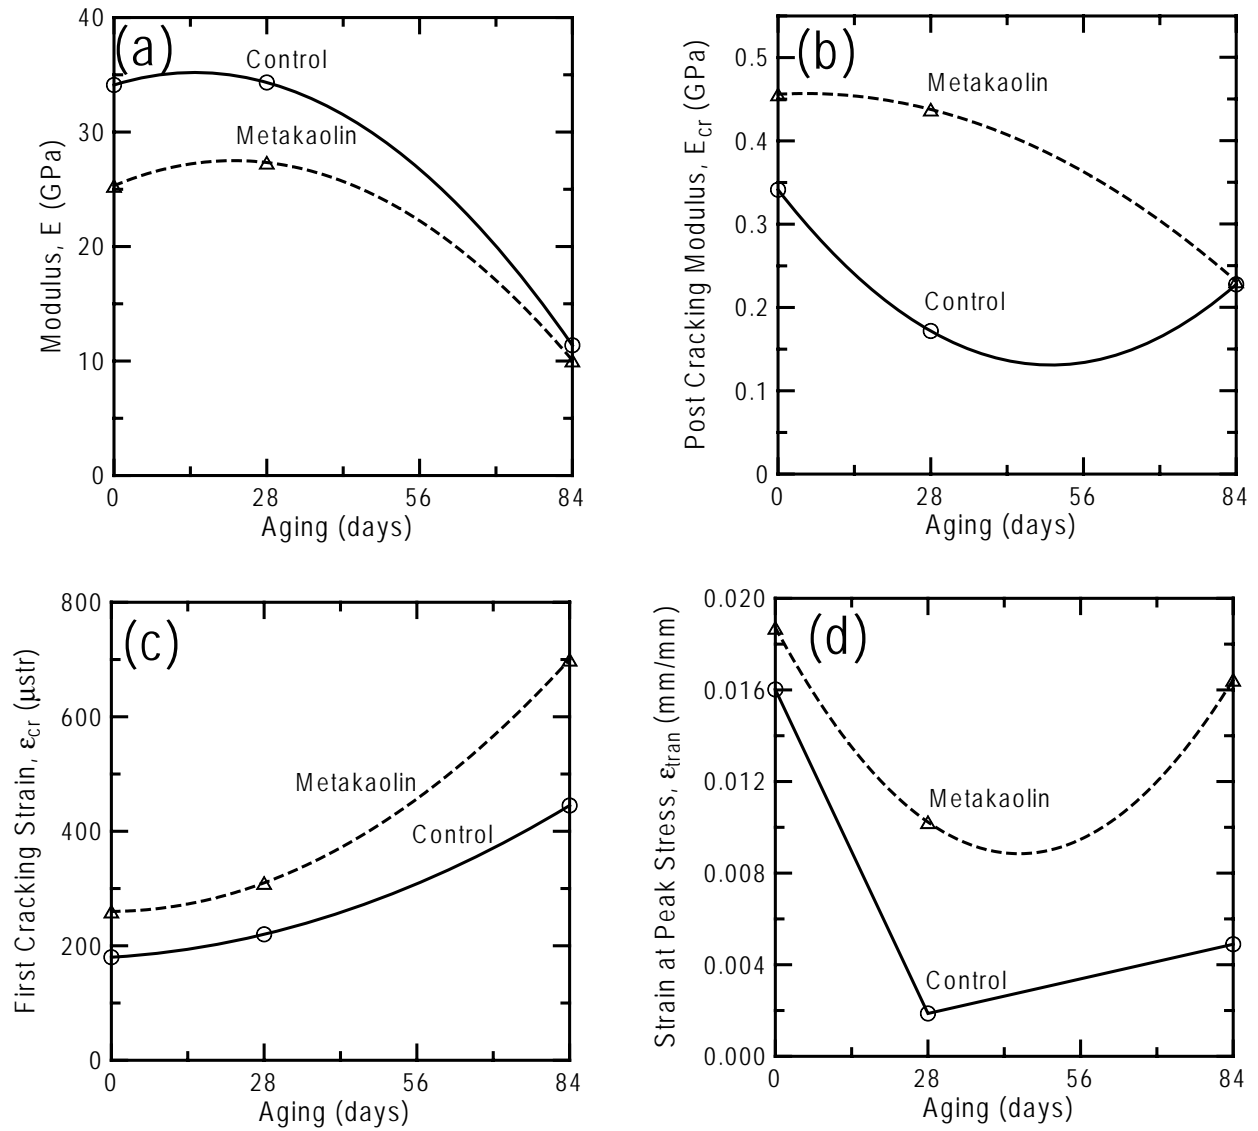 (a)
Control
Metakaolin
Modulus, E (GPa)
40
30
20
10
0
0 28 56 84
Aging (days)
(b)
Metakaolin
Control
Post Cracking Modulus, Ecr (GPa)
0.5
0.4
0.3
0.2
0.1
0
0 28 56 84
Aging (days)
(c)
Metakaolin
Control
First Cracking Strain, εcr (μstr)
800
600
400
200
0
0 28 56 84
Aging (days)
(d)
Metakaolin
Control
Strain at Peak Stress, εtran (mm/mm)
0.020
0.016
0.012
0.008
0.004
0.000
0 28 56 84
Aging (days)